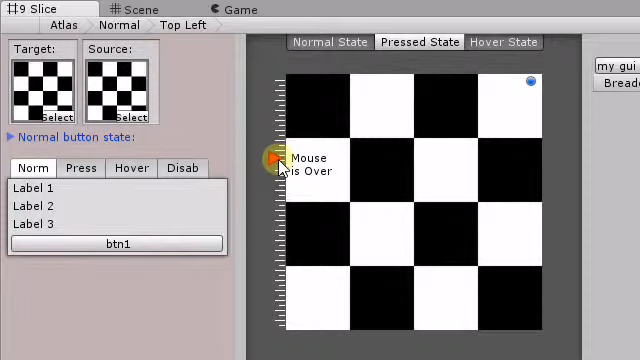 9 Slice
Scene
Game
Atlas
Normal
Top Left
Target:
Source:
Select
Select
Normal button state:
Norm
Press
Hover
Disab
Label 1
Label 2
Label 3
btn1
Normal State
Pressed State
Hover State
Mouse
is Over
my gui
Bread